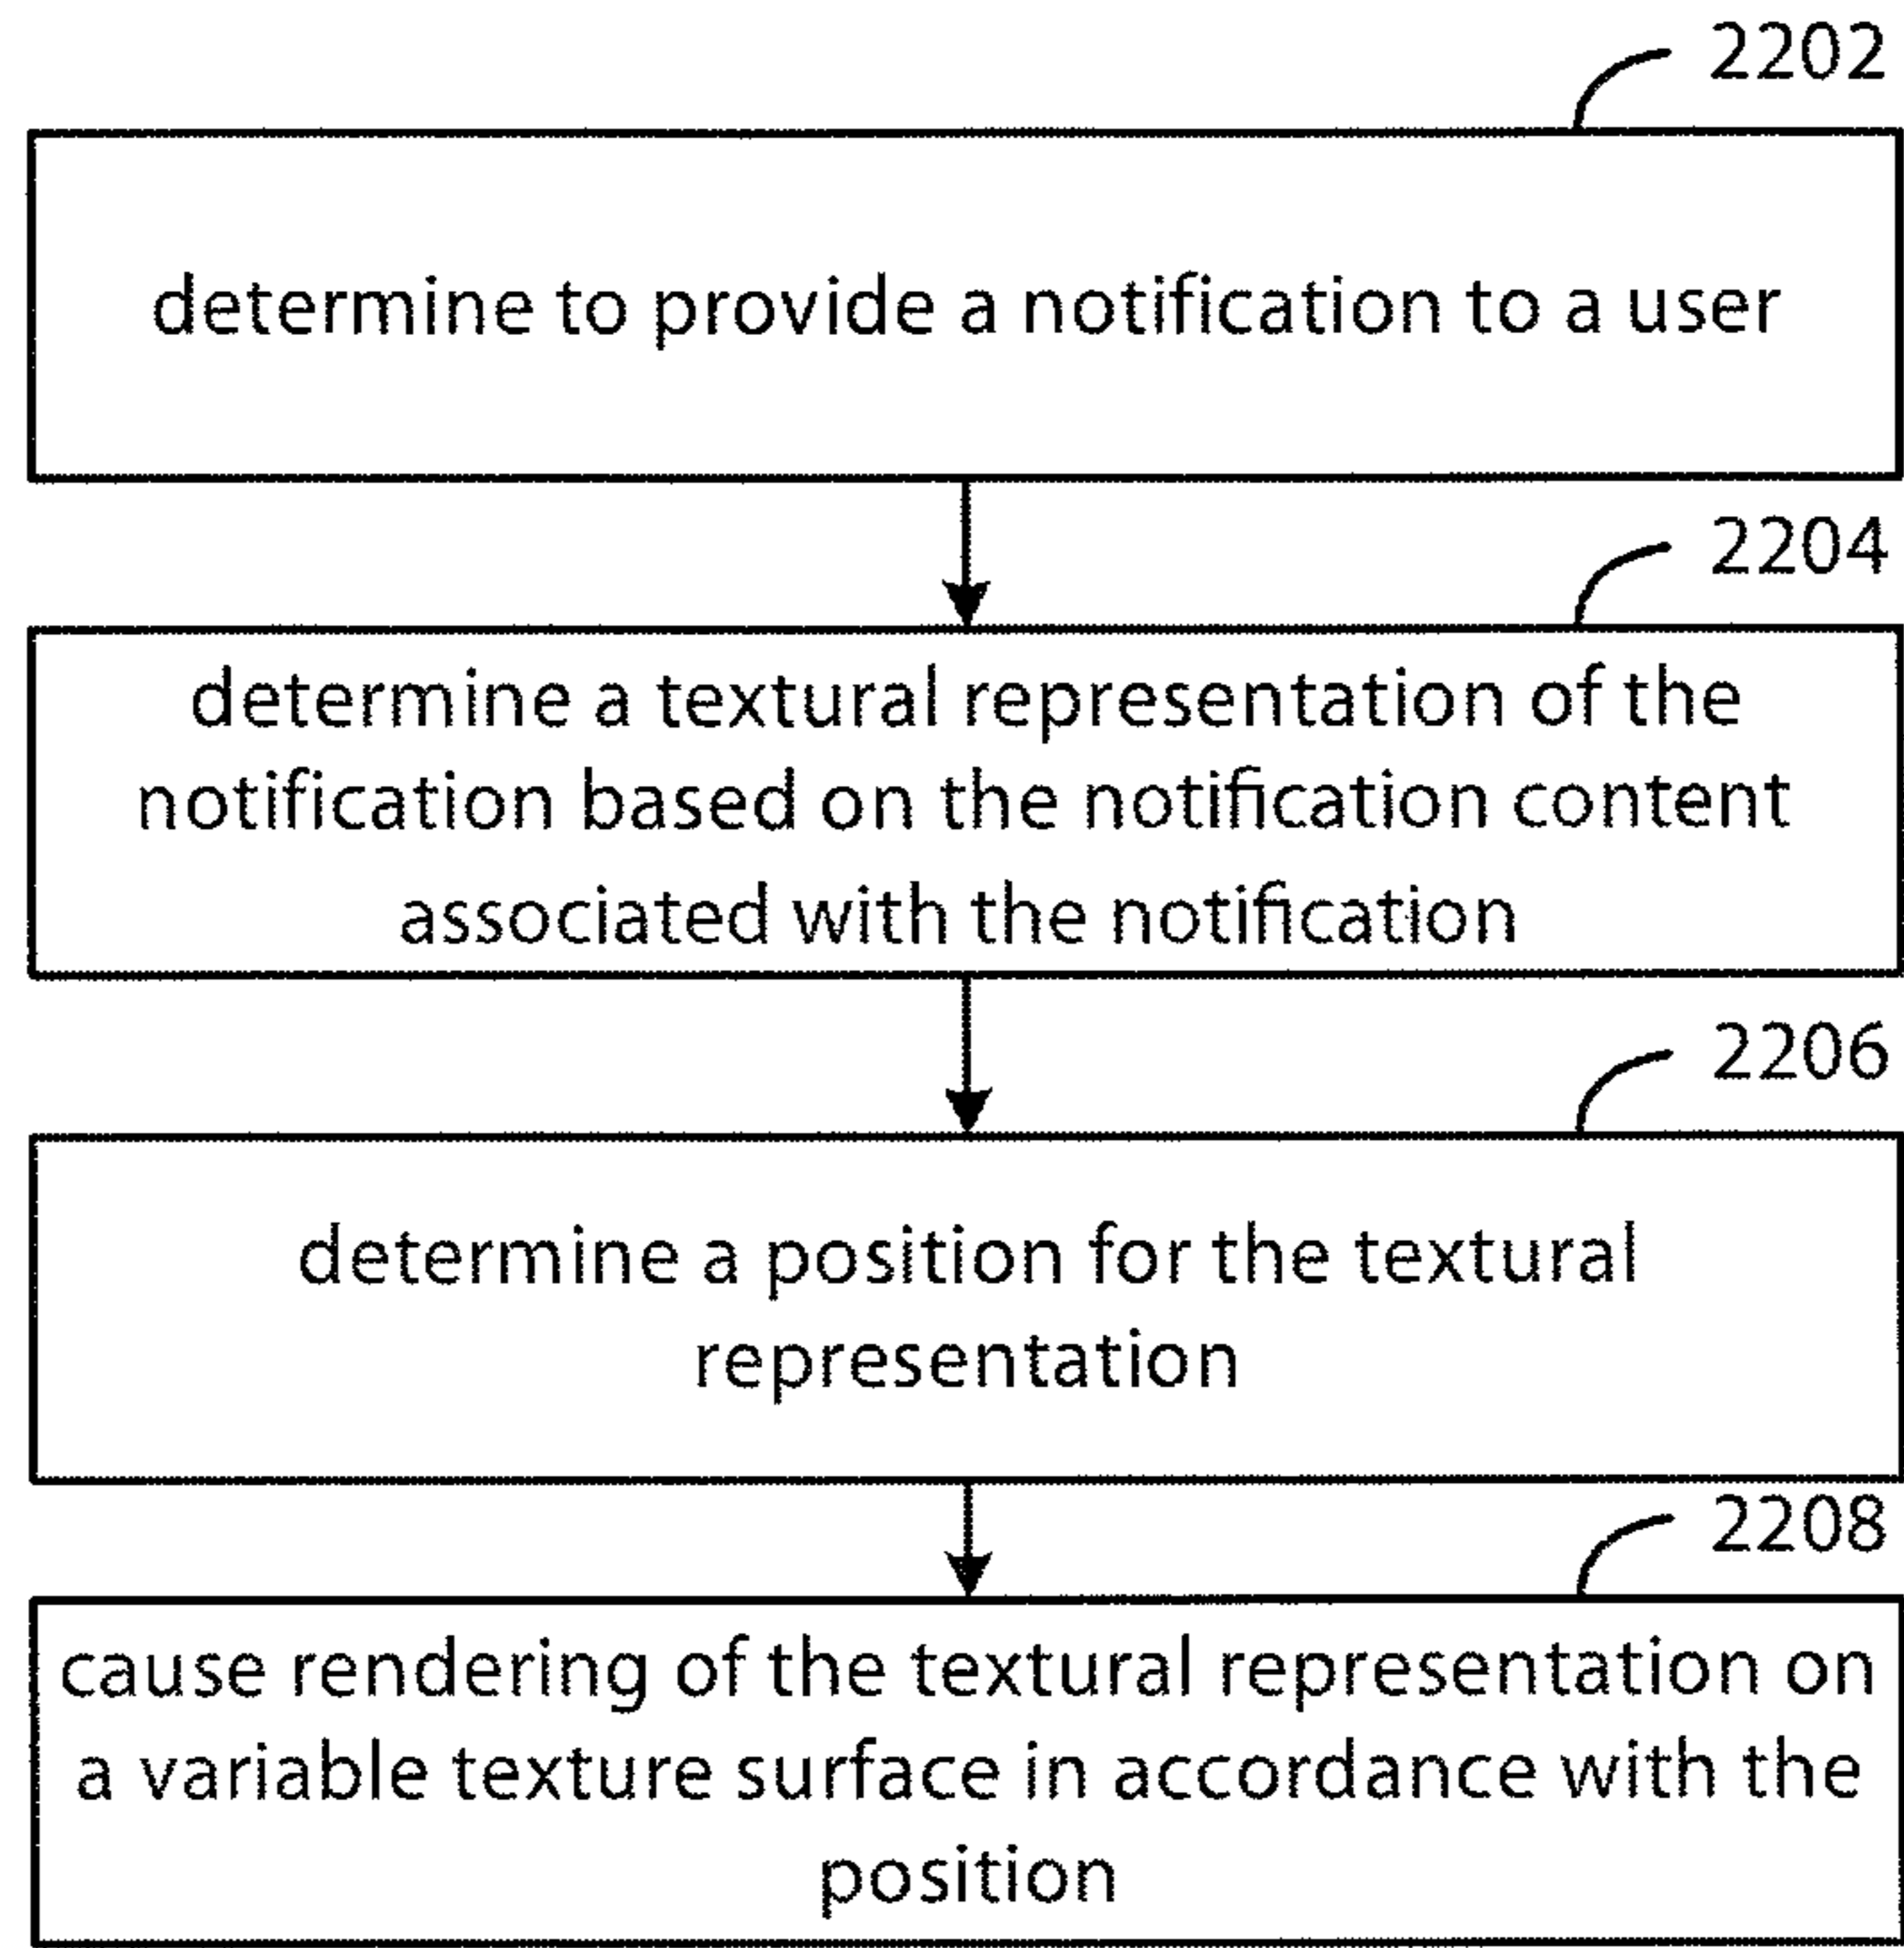 2202
determine to provide a notification to a user
2204
determine a textural representation of the
notification based on the notification content
associated with the notification
2206
determine a position for the textural
representation
2208
cause rendering of the textural representation on
a variable texture surface in accordance with the
position